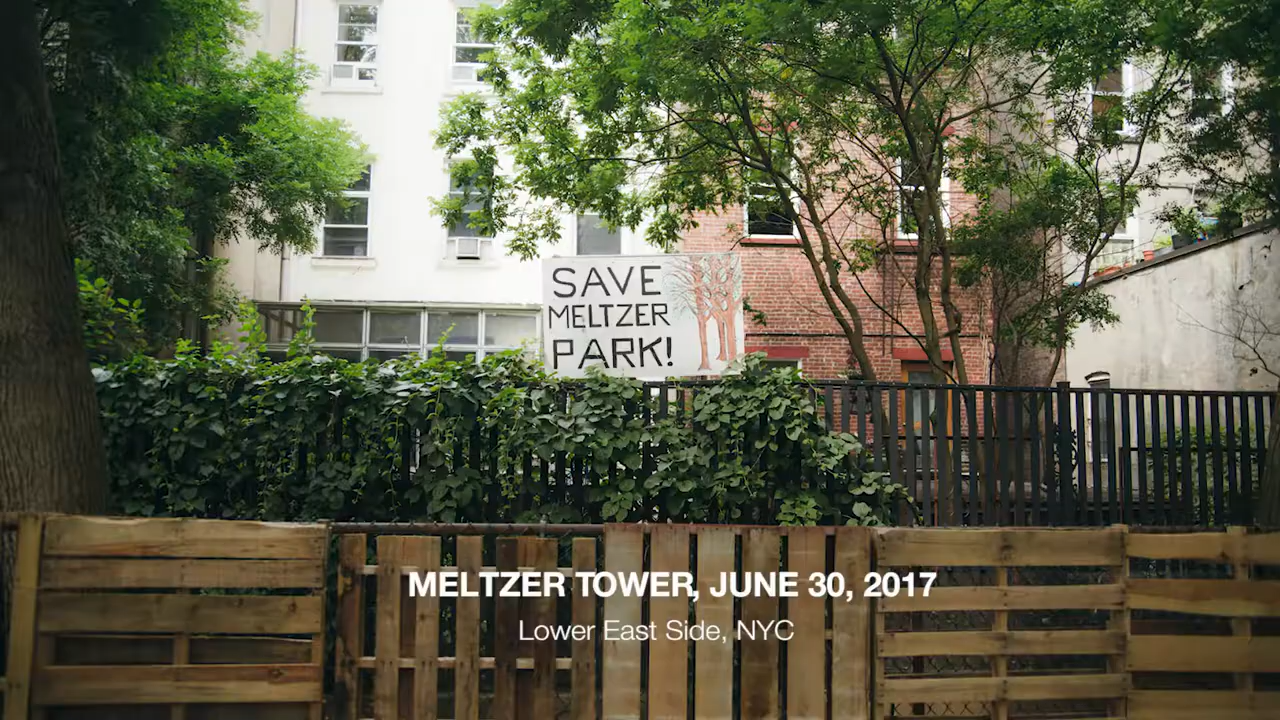 SAVE
MELTZER
PARK!
MELTZER TOWER, JUNE 30, 2017
Lower East Side, NYC